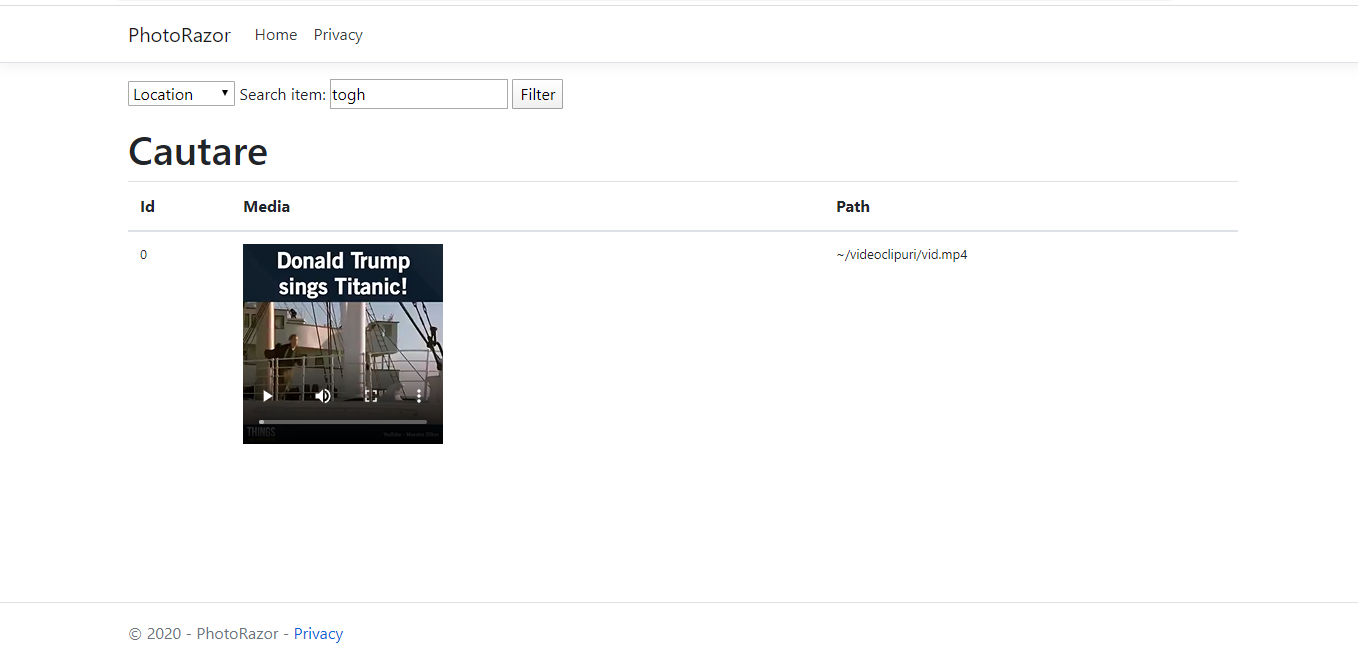 PhotoRazor Home Privacy
Location Search item: togh Filter
Cautare
Id Media Path
0 ~/videoclipuri/vid.mp4
Donald Trump
sings Titanic!
THINGS
© 2020 - PhotoRazor - Privacy